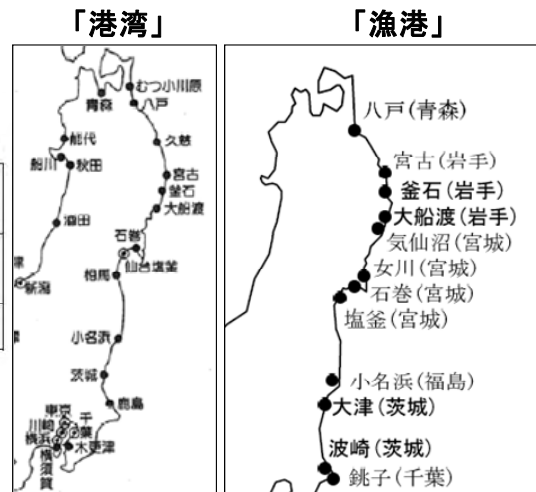 「港湾」
むつ小川原
青森
八戸
能代
久慈
船川
秋田
宮古
釜石
大船渡
酒田
石巻
仙台塩釜
相馬
新潟
小名浜
茨城
鹿島
東京
千葉
川崎
横浜
木更津
横須賀
「漁港」
八戸(青森)
宮古(岩手)
釜石(岩手)
大船渡(岩手)
気仙沼(宮城)
女川(宮城)
石巻(宮城)
塩釜(宮城)
小名浜(福島)
大津(茨城)
波崎(茨城)
銚子(千葉)